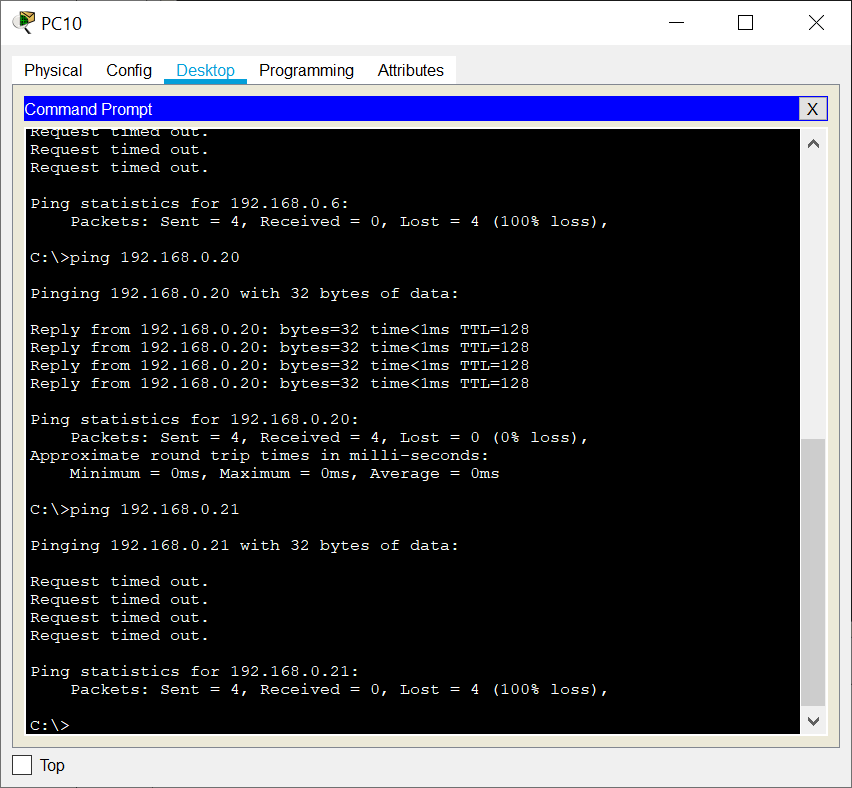 PC10
Physical Config Desktop Programming Attributes
Command Prompt X
Request timed out.
Request timed out.
Request timed out.
Ping statistics for 192.168.0.6:
Packets: Sent = 4, Received = 0, Lost = 4 (100% loss),
C:\>ping 192.168.0.20
Pinging 192.168.0.20 with 32 bytes of data:
Reply from 192.168.0.20: bytes=32 time<1ms TTL=128
Reply from 192.168.0.20: bytes=32 time<1ms TTL=128
Reply from 192.168.0.20: bytes=32 time<1ms TTL=128
Reply from 192.168.0.20: bytes=32 time<1ms TTL=128
Ping statistics for 192.168.0.20:
Packets: Sent = 4, Received = 4, Lost = 0 (0% loss),
Approximate round trip times in milli-seconds:
Minimum = 0ms, Maximum = 0ms, Average = 0ms
C:\>ping 192.168.0.21
Pinging 192.168.0.21 with 32 bytes of data:
Request timed out.
Request timed out.
Request timed out.
Request timed out.
Ping statistics for 192.168.0.21:
Packets: Sent = 4, Received = 0, Lost = 4 (100% loss),
C:\>
Top